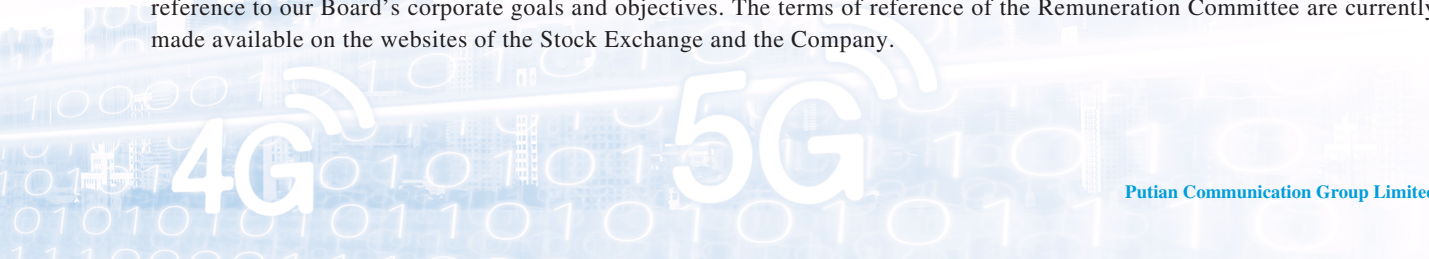 reference to our Board's corporate goals and objectives. The terms of reference of the Remuneration Committee are currently
made available on the websites of the Stock Exchange and the Company.
4G
5G
Putian Communication Group Limited